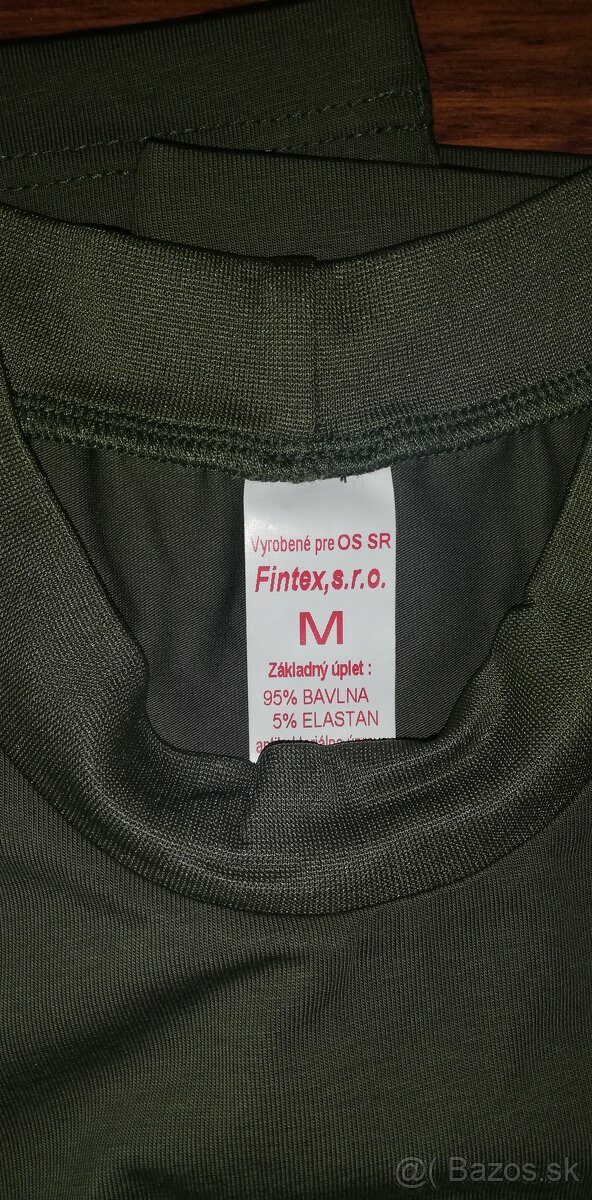 Vyrobené pre OS SR
Fintex,s.r.o.
M
Základný úplet :
95% BAVLNA
5% ELASTAN
@( Bazos.sk